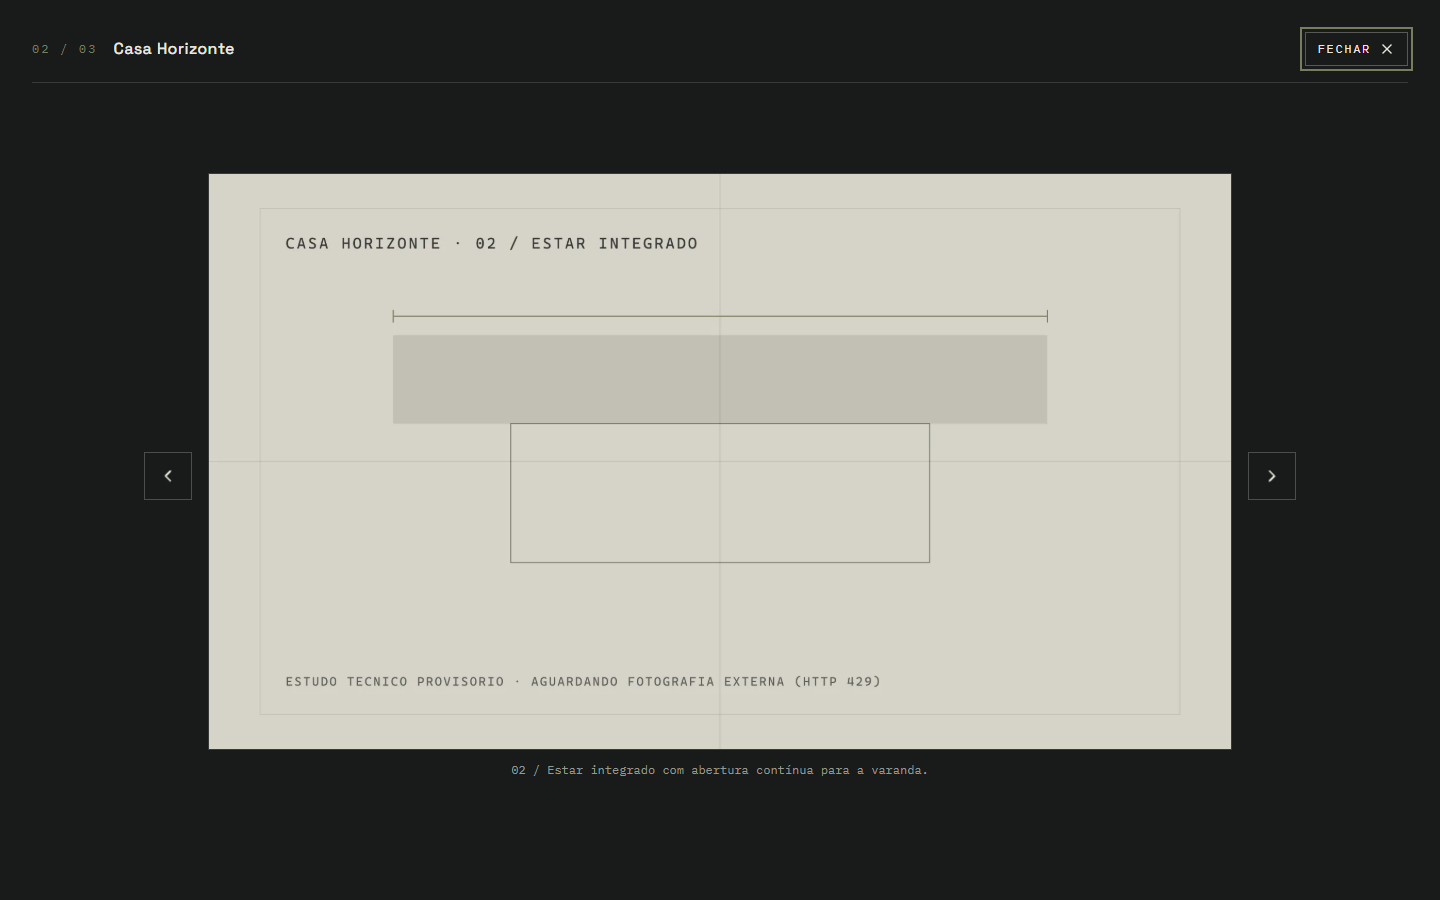 02 / 03 Casa Horizonte
FECHAR
CASA HORIZONTE · 02 / ESTAR INTEGRADO
ESTUDO TECNICO PROVISORIO · AGUARDANDO FOTOGRAFIA EXTERNA (HTTP 429)
02 / Estar integrado com abertura contínua para a varanda.